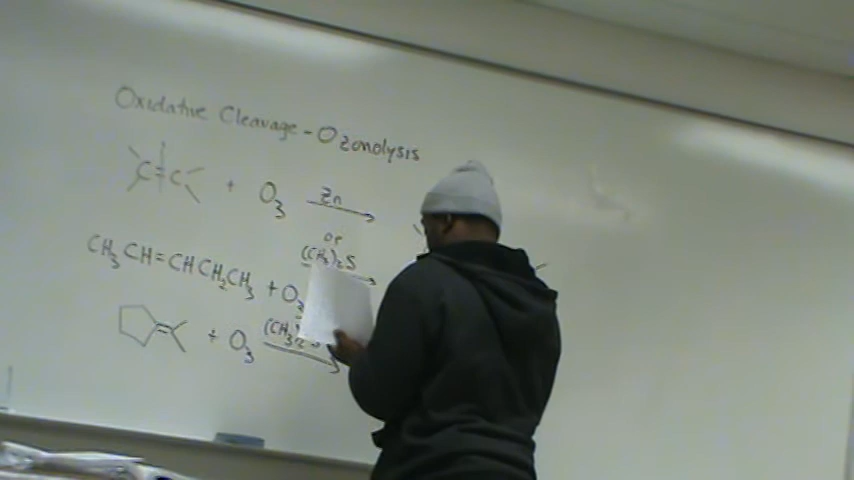 Oxidative Cleavage - Ozonolysis
C=C + O3 Zn
or
(CH3)2S
CH3CH=CHCH2CH3 + O3
+ O3 (CH3)2S